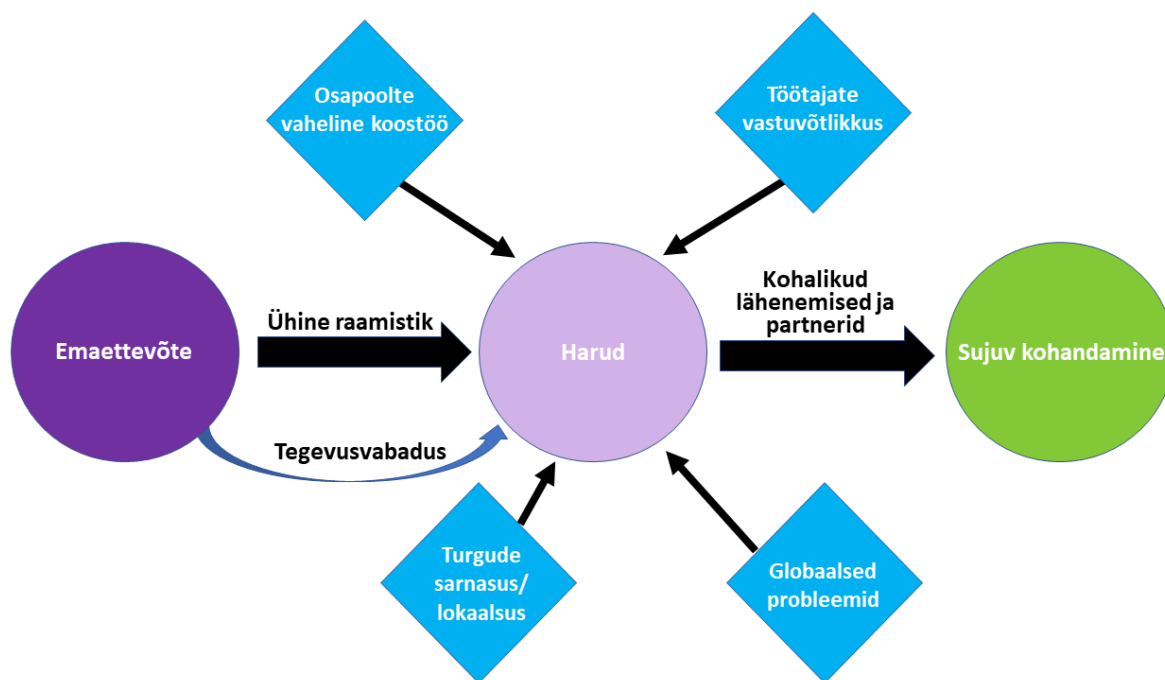 Osapoolte
vaheline koostöö
Töötajate
vastuvõtlikkus
Emaettevõte
Ühine raamistik
Tegevusvabadus
Harud
Kohalikud
lähenemised ja
partnerid
Sujuv kohandamine
Turgude
sarnasus/
lokaalsus
Globaalsed
probleemid